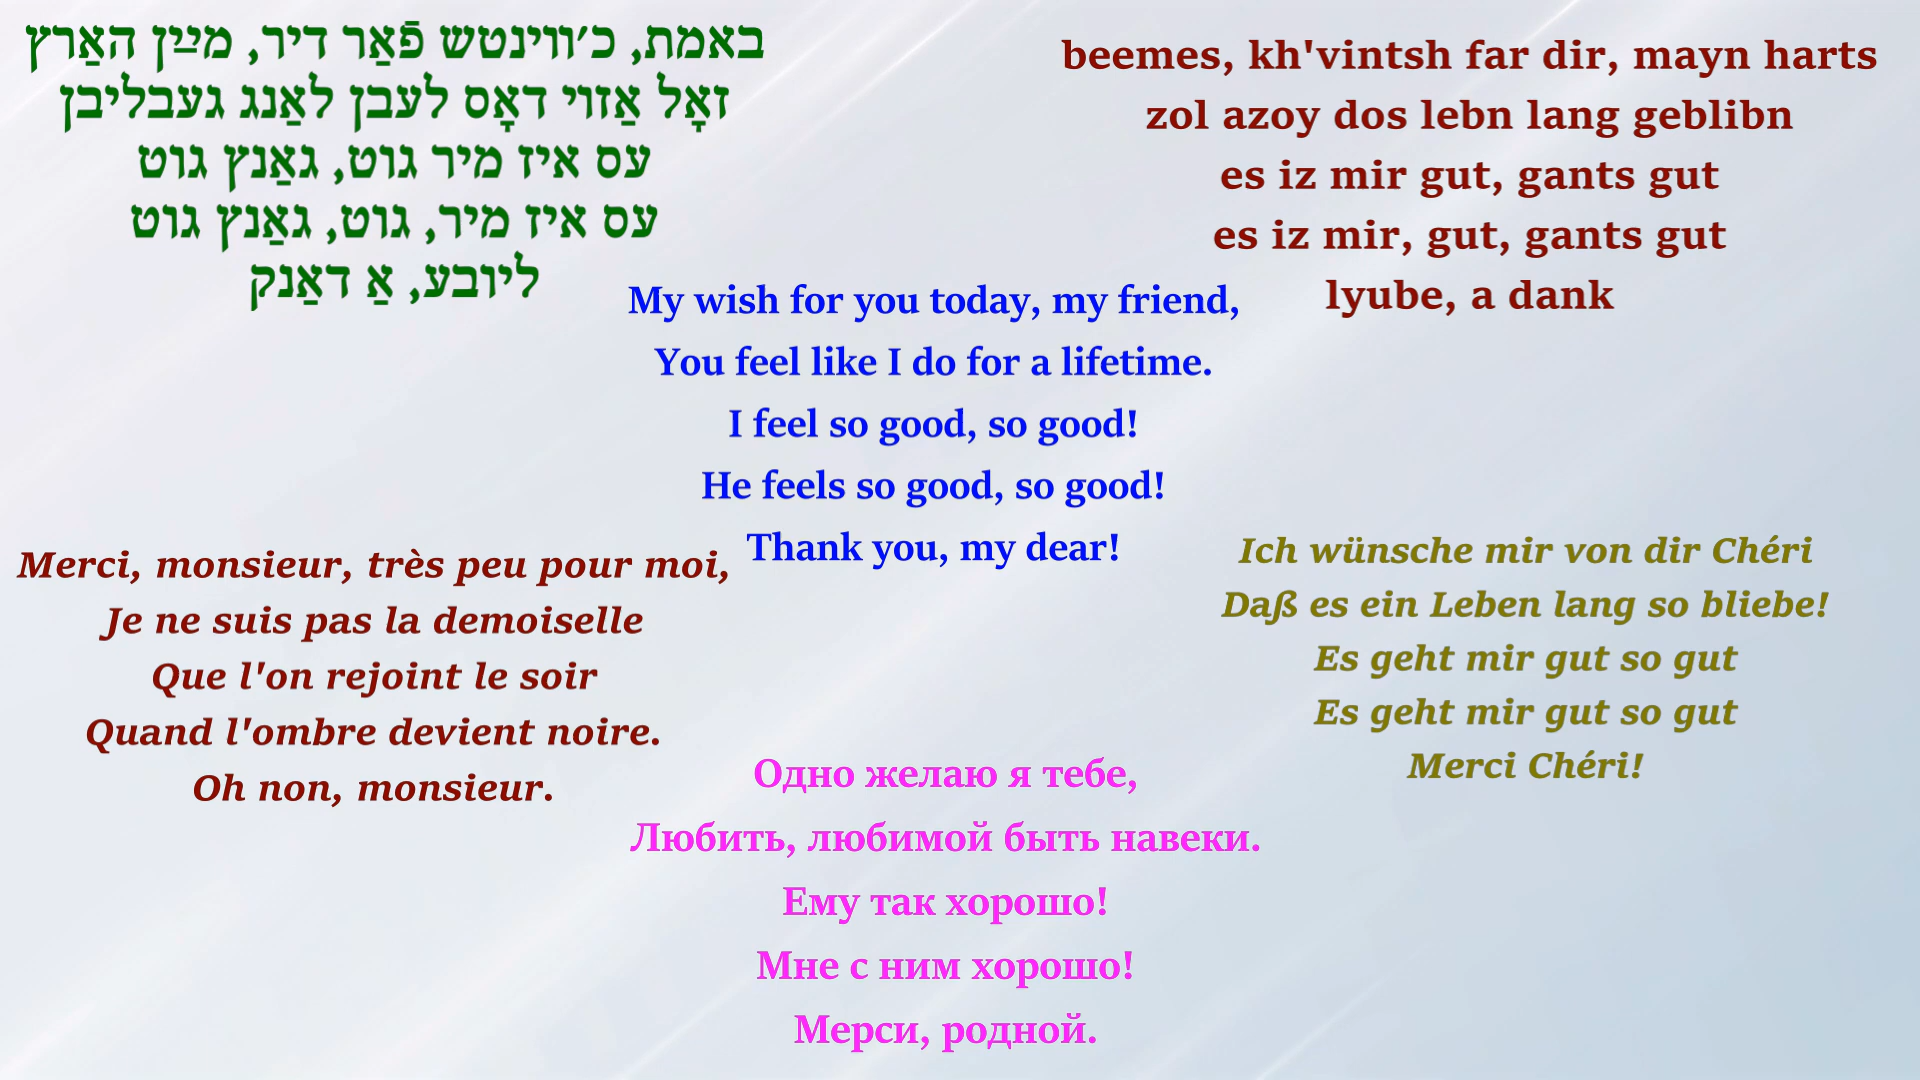 באמת, כ׳ווינטש פֿאַר דיר, מײַן האַרץ
זאָל אַזוי דאָס לעבן לאַנג געבליבן
עס איז מיר גוט, גאַנץ גוט
עס איז מיר, גוט, גאַנץ גוט
ליובע, אַ דאַנק
beemes, kh'vintsh far dir, mayn harts
zol azoy dos lebn lang geblibn
es iz mir gut, gants gut
es iz mir, gut, gants gut
lyube, a dank
My wish for you today, my friend,
You feel like I do for a lifetime.
I feel so good, so good!
He feels so good, so good!
Thank you, my dear!
Merci, monsieur, très peu pour moi,
Je ne suis pas la demoiselle
Que l'on rejoint le soir
Quand l'ombre devient noire.
Oh non, monsieur.
Ich wünsche mir von dir Chéri
Daß es ein Leben lang so bliebe!
Es geht mir gut so gut
Es geht mir gut so gut
Merci Chéri!
Одно желаю я тебе,
Любить, любимой быть навеки.
Ему так хорошо!
Мне с ним хорошо!
Мерси, родной.